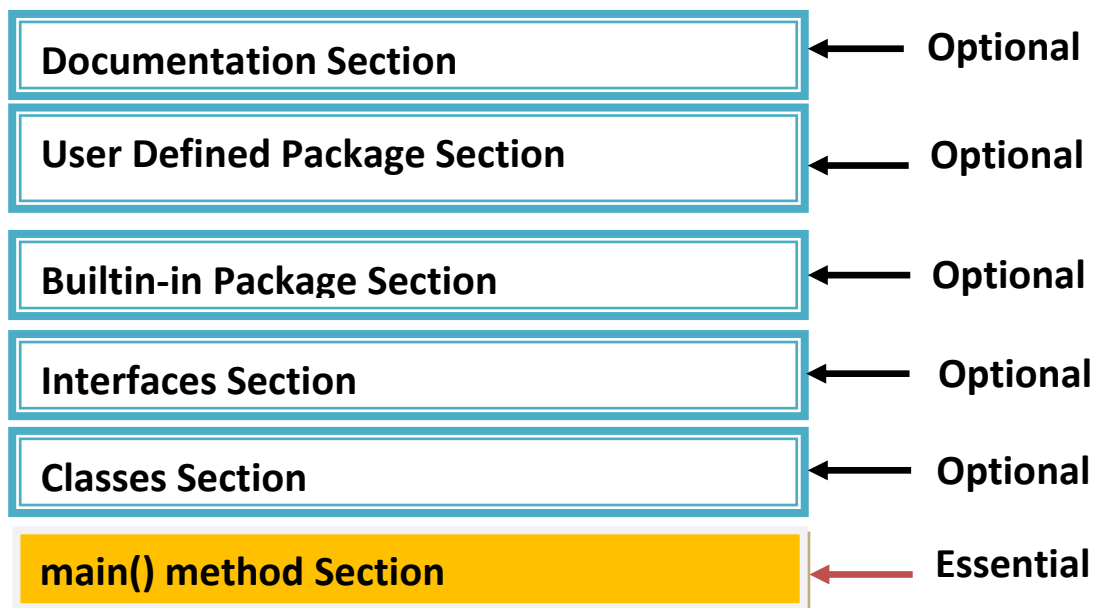 Documentation Section
Optional
User Defined Package Section
Optional
Builtin-in Package Section
Optional
Interfaces Section
Optional
Classes Section
Optional
main() method Section
Essential